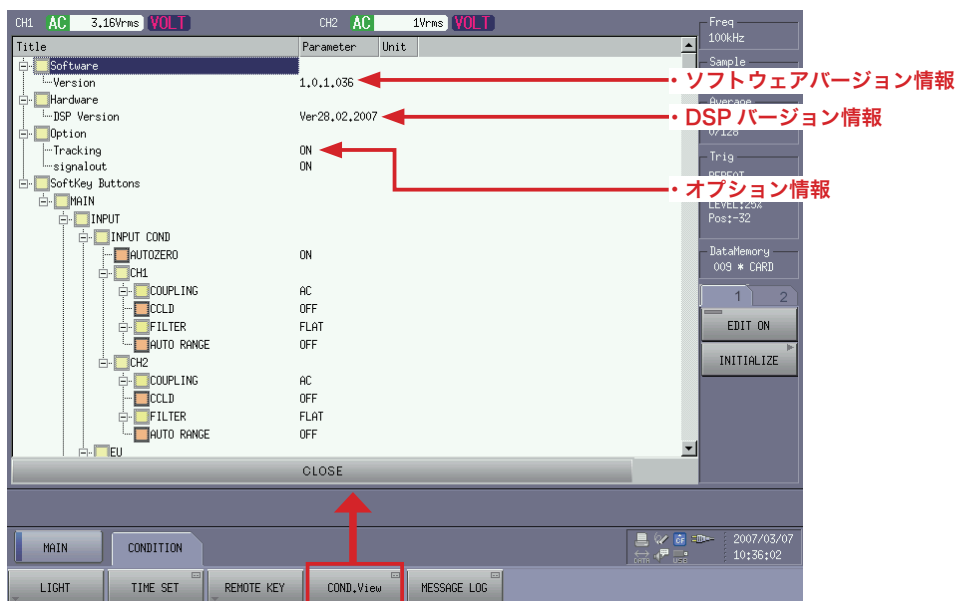 CH1 AC 3.16Vrms VOLT CH2 AC 1Vrms VOLT
Freq
100kHz
Title Parameter Unit
Sample
Software
Version 1.0.1.036
・ソフトウェアバージョン情報
Hardware
Average
DSP Version Ver28.02.2007
・DSP バージョン情報
0/128
Option
Tracking ON
signalout ON
Trig
REPEAT
・オプション情報
SoftKey Buttons
MAIN
LEVEL:25%
INPUT
Pos:-32
INPUT COND
AUTOZERO ON
DataMemory
009 * CARD
CH1
COUPLING AC
CCLD OFF
FILTER FLAT
AUTO RANGE OFF
1 2
EDIT ON
INITIALIZE
CH2
COUPLING AC
CCLD OFF
FILTER FLAT
AUTO RANGE OFF
EU
CLOSE
MAIN CONDITION
CF
DATA USB
2007/03/07
10:36:02
LIGHT TIME SET REMOTE KEY COND.View MESSAGE LOG